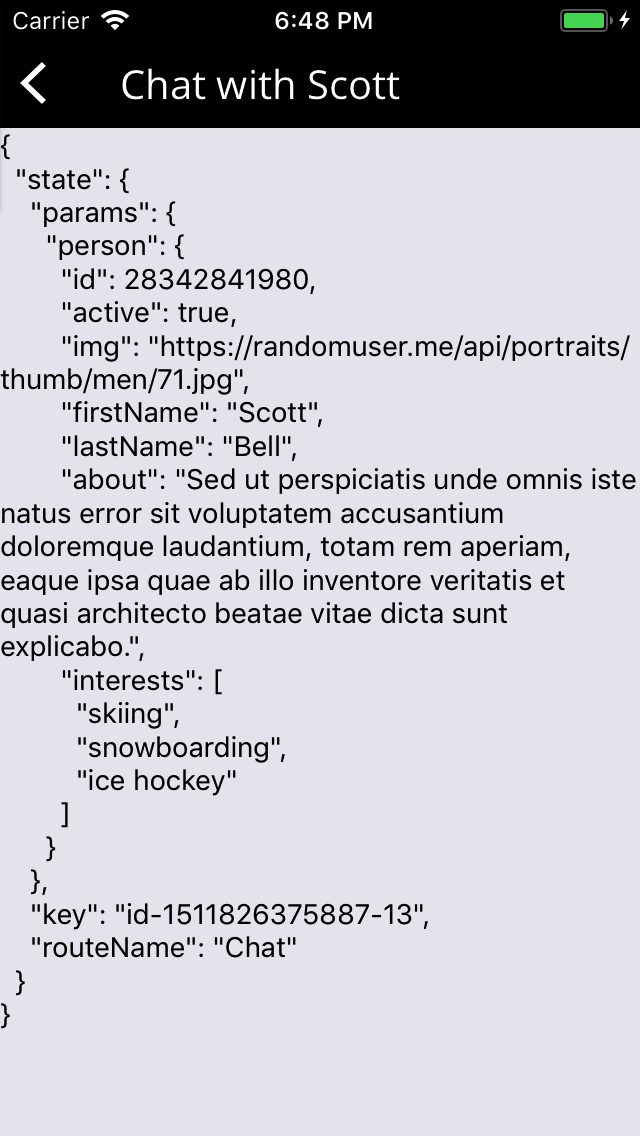 Carrier 6:48 PM
Chat with Scott
{
"state": {
"params": {
"person": {
"id": 28342841980,
"active": true,
"img": "https://randomuser.me/api/portraits/
thumb/men/71.jpg",
"firstName": "Scott",
"lastName": "Bell",
"about": "Sed ut perspiciatis unde omnis iste
natus error sit voluptatem accusantium
doloremque laudantium, totam rem aperiam,
eaque ipsa quae ab illo inventore veritatis et
quasi architecto beatae vitae dicta sunt
explicabo.",
"interests": [
"skiing",
"snowboarding",
"ice hockey"
]
}
},
"key": "id-1511826375887-13",
"routeName": "Chat"
}
}